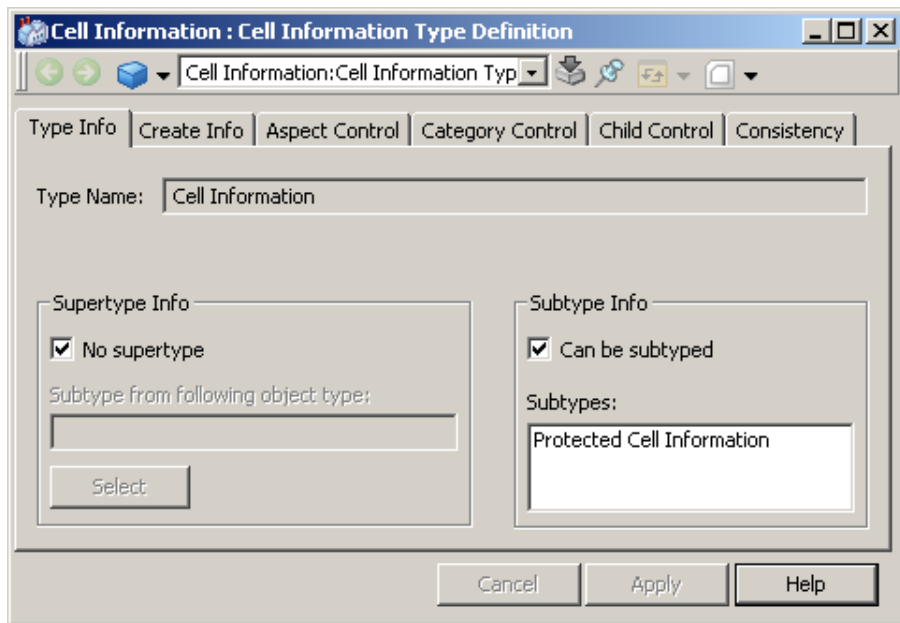 Cell Information : Cell Information Type Definition
Cell Information:Cell Information Typ
Type Info Create Info Aspect Control Category Control Child Control Consistency
Type Name: Cell Information
Supertype Info
No supertype
Subtype from following object type:
Select
Subtype Info
Can be subtyped
Subtypes:
Protected Cell Information
Cancel Apply Help